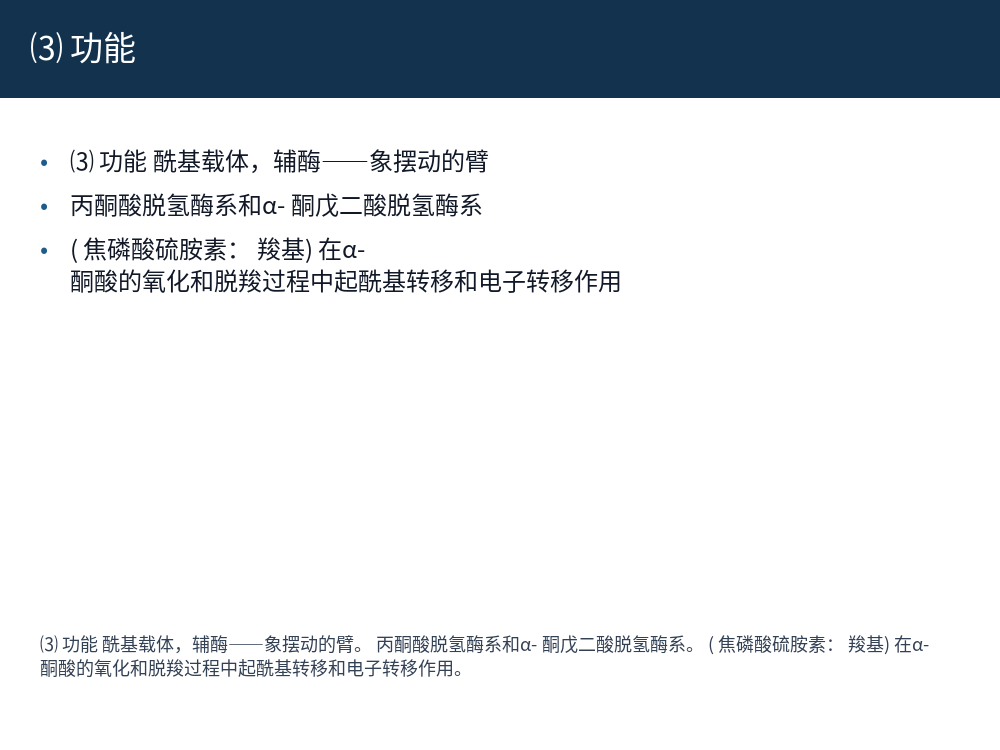 ⑶ 功能
• ⑶ 功能 酰基载体，辅酶——象摆动的臂
• 丙酮酸脱氢酶系和α- 酮戊二酸脱氢酶系
• ( 焦磷酸硫胺素： 羧基) 在α-
酮酸的氧化和脱羧过程中起酰基转移和电子转移作用
⑶ 功能 酰基载体，辅酶——象摆动的臂。 丙酮酸脱氢酶系和α- 酮戊二酸脱氢酶系。 ( 焦磷酸硫胺素： 羧基) 在α-
酮酸的氧化和脱羧过程中起酰基转移和电子转移作用。